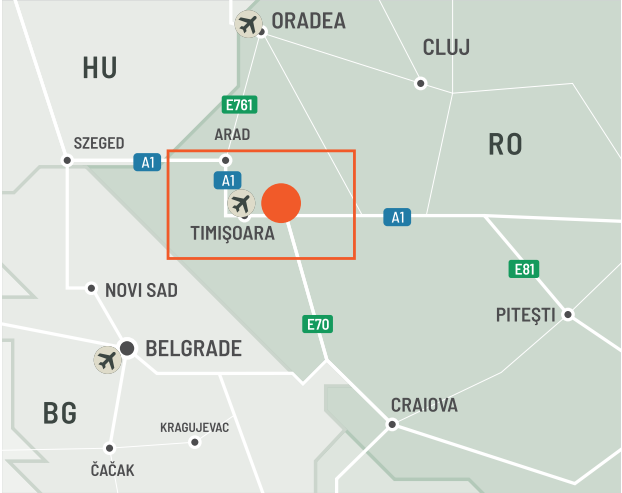 ORADEA
CLUJ
HU
E761
SZEGED
ARAD
RO
A1
A1
A1
TIMIŞOARA
E81
NOVI SAD
PITEŞTI
E70
BELGRADE
BG
CRAIOVA
KRAGUJEVAC
ČAČAK